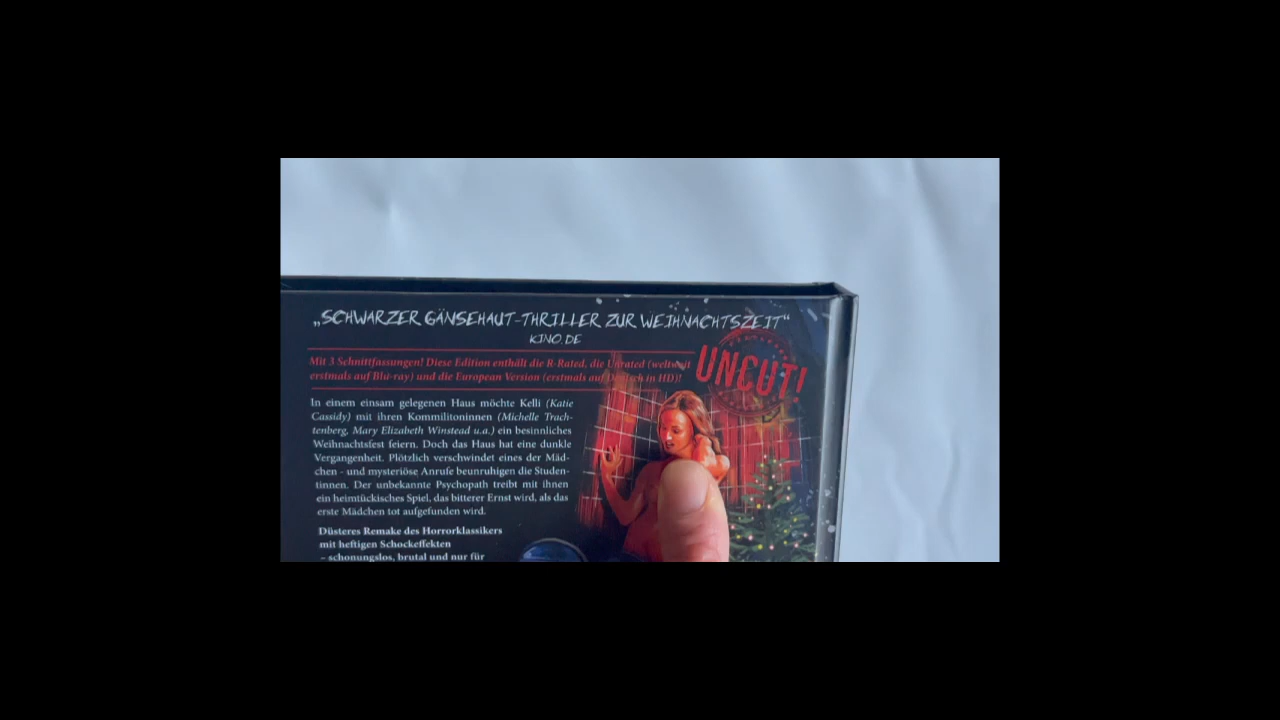 „SCHWARZER GÄNSEHAUT-THRILLER ZUR WEIHNACHTSZEIT“
KINO.DE
Mit 3 Schnittfassungen! Diese Edition enthält die R-Rated, die Unrated (weltweit
erstmals auf Blu-ray) und die European Version (erstmals auf Deutsch in HD)!
UNCUT!
In einem einsam gelegenen Haus möchte Kelli (Katie
Cassidy) mit ihren Kommilitoninnen (Michelle Trach-
tenberg, Mary Elizabeth Winstead u.a.) ein besinnliches
Weihnachtsfest feiern. Doch das Haus hat eine dunkle
Vergangenheit. Plötzlich verschwindet eines der Mäd-
chen - und mysteriöse Anrufe beunruhigen die Studen-
tinnen. Der unbekannte Psychopath treibt mit ihnen
ein heimtückisches Spiel, das bitterer Ernst wird, als das
erste Mädchen tot aufgefunden wird.
Düsteres Remake des Horrorklassikers
mit heftigen Schockeffekten
– schonungslos, brutal und nur für